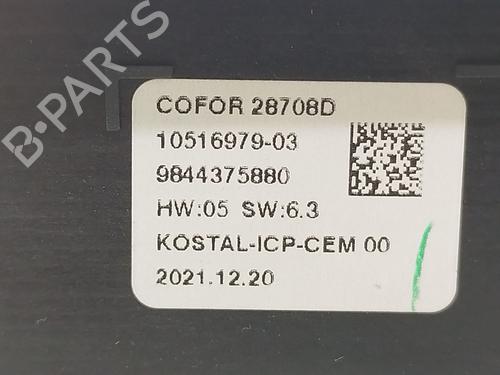 B-PARTS
COFOR 28708D
10516979-03
9844375880
HW:05 SW:6.3
KOSTAL-ICP-CEM 00
2021.12.20